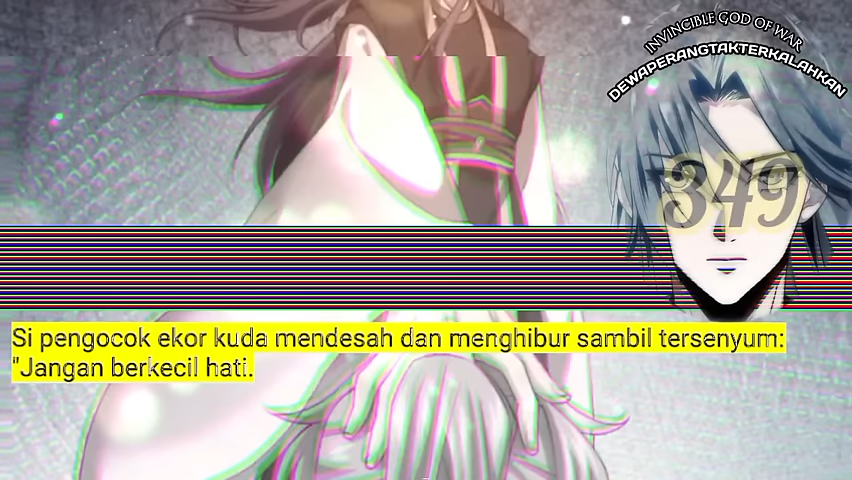 INVINCIBLE GOD OF WAR
DEWAPERANGTAKTERKALAHKAN
349
Si pengocok ekor kuda mendesah dan menghibur sambil tersenyum:
"Jangan berkecil hati.